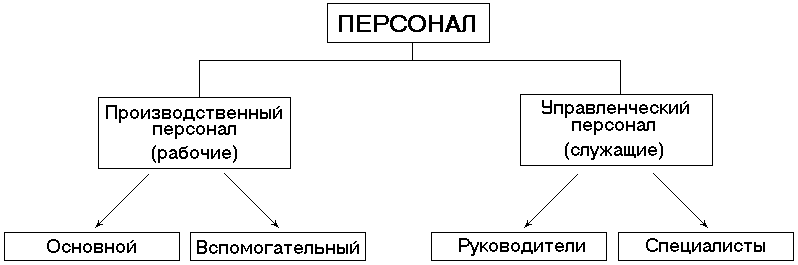 ПЕРСОНАЛ
Производственный
персонал
(рабочие)
Управленческий
персонал
(служащие)
Основной
Вспомогательный
Руководители
Специалисты